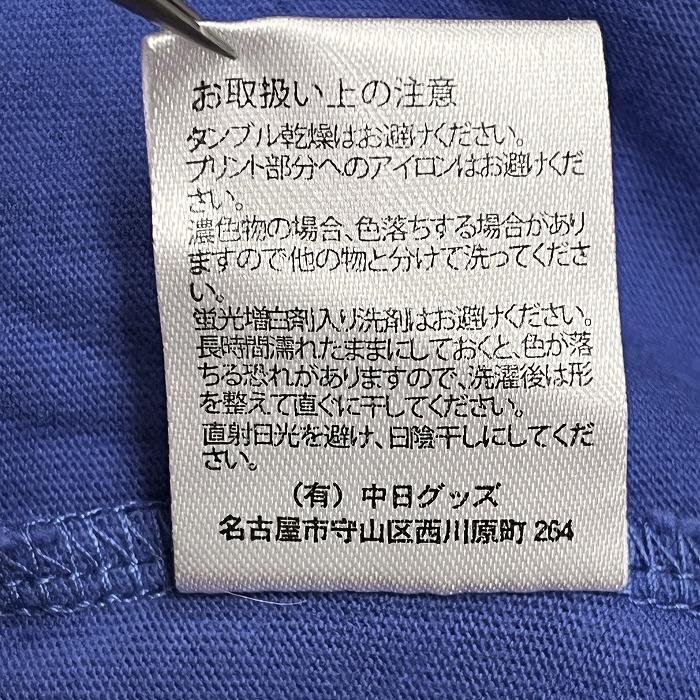 お取扱い上の注意
タンブル乾燥はお避けください。
プリント部分へのアイロンはお避けくだ
さい。
濃色物の場合、色落ちする場合があり
ますので他の物と分けて洗ってくださ
い。
蛍光増白剤入り洗剤はお避けください。
長時間濡れたままにしておくと、色が落
ちる恐れがありますので、洗濯後は形
を整えて直ぐに干してください。
直射日光を避け、日陰干しにしてくだ
さい。
（有）中日グッズ
名古屋市守山区西川原町 264